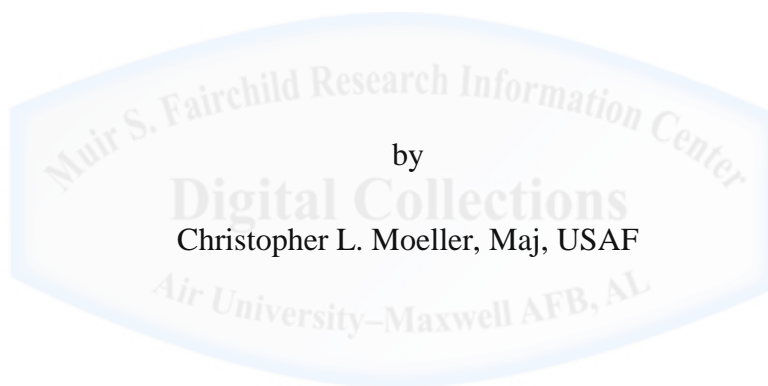 Muir S. Fairchild Research Information Center
by
Digital Collections
Christopher L. Moeller, Maj, USAF
Air University–Maxwell AFB, AL